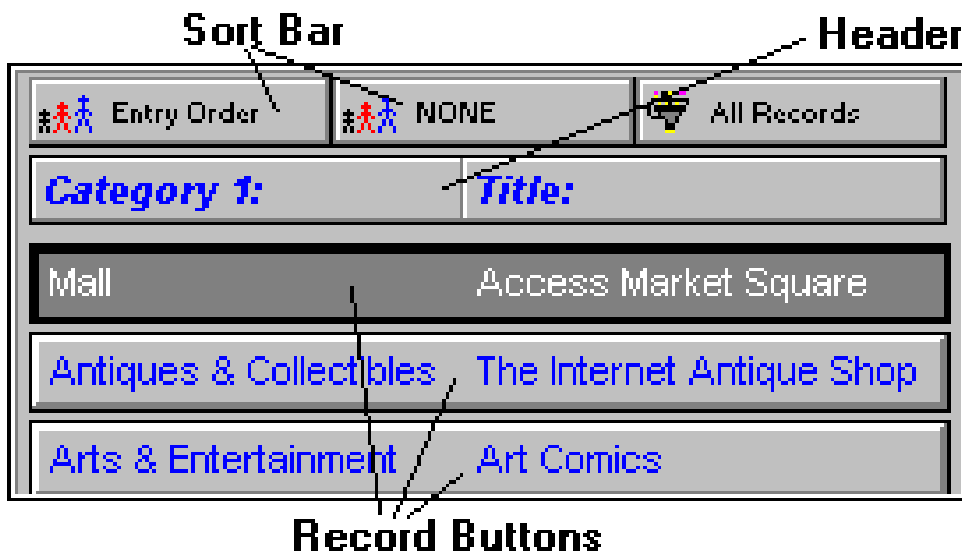 Sort Bar Header
Entry Order NONE All Records
Category 1: Title:
Mall Access Market Square
Antiques & Collectibles The Internet Antique Shop
Arts & Entertainment Art Comics
Record Buttons